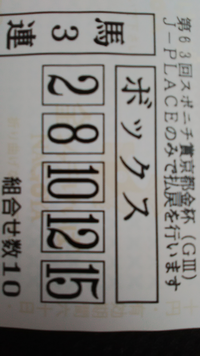 第63回スポニチ賞京都金杯(GⅢ)
J-PLACEのみで払戻を行います
馬3連
ボックス
2 8 10 12 15
組合せ数10